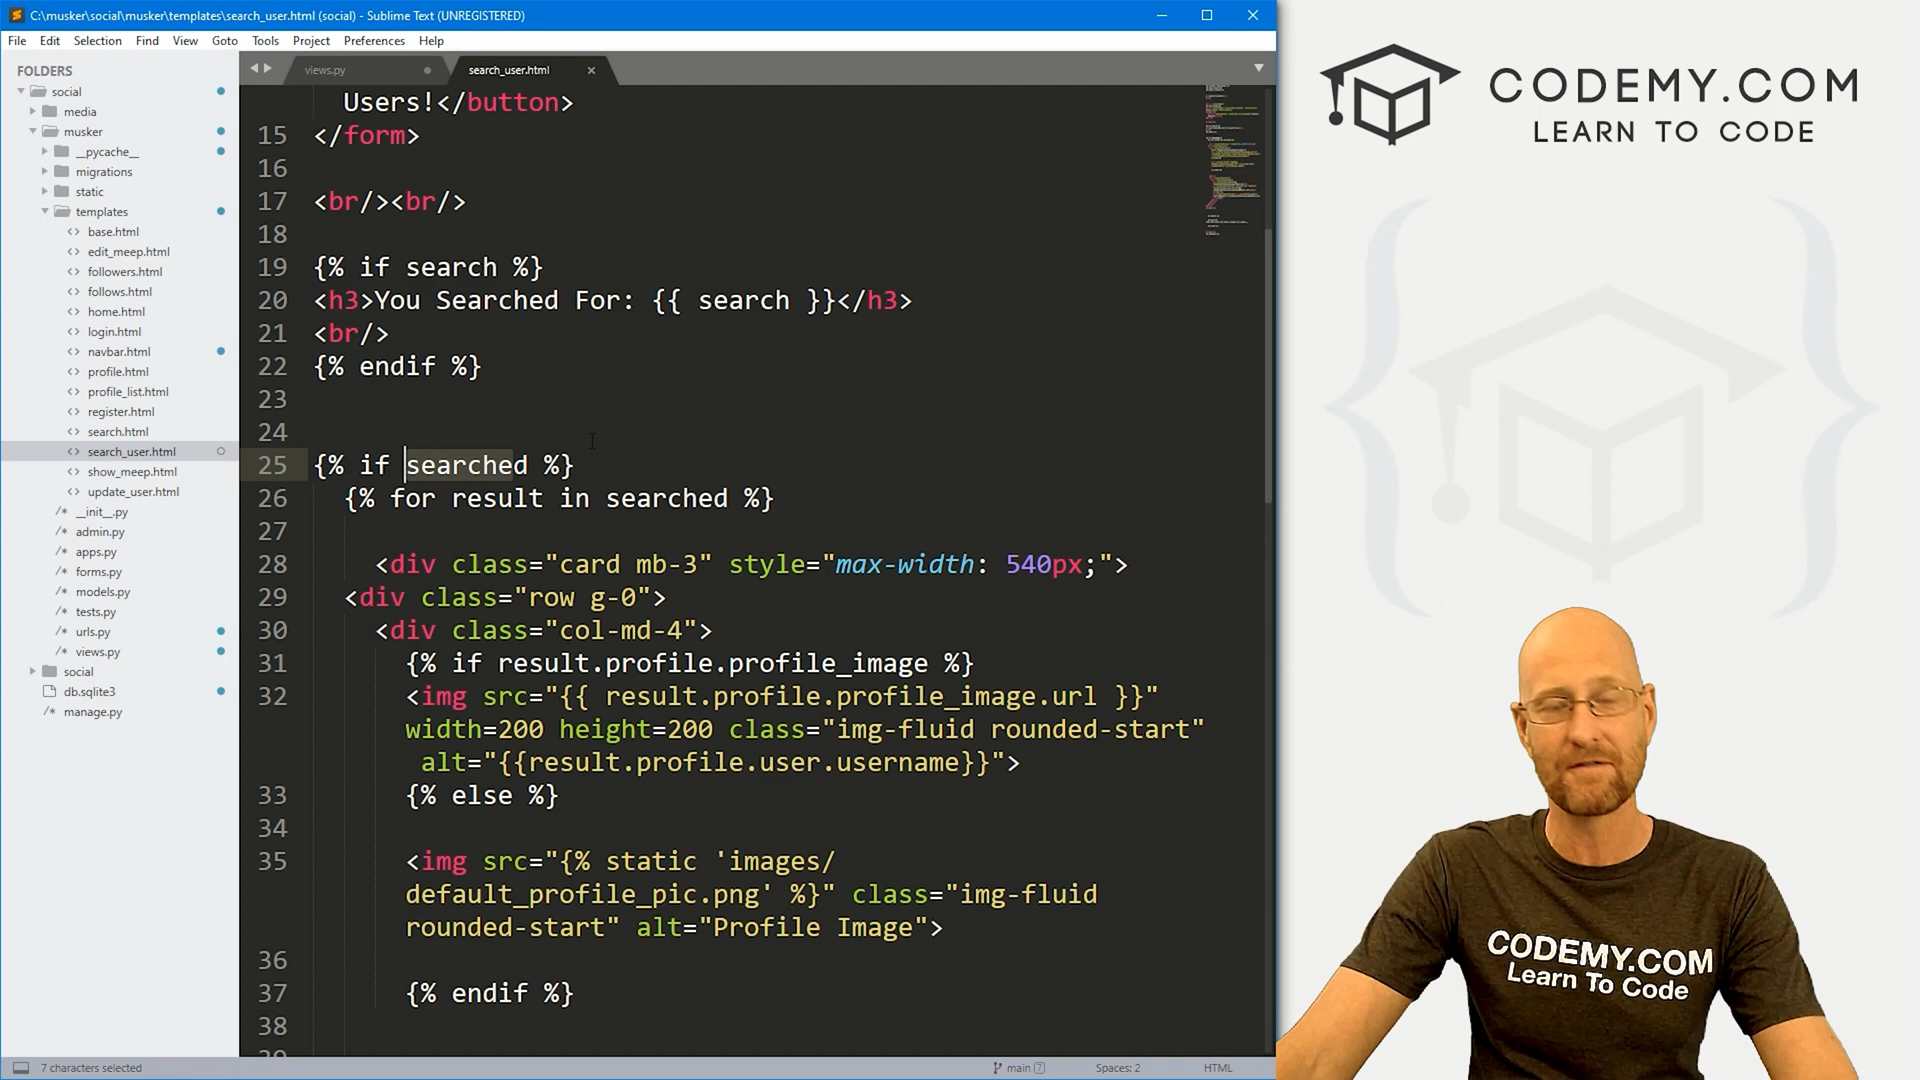 C:\musker\social\musker\templates\search_user.html (social) - Sublime Text (UNREGISTERED)
File Edit Selection Find View Goto Tools Project Preferences Help
FOLDERS
social
media
musker
__pycache__
migrations
static
templates
base.html
edit_meep.html
followers.html
follows.html
home.html
login.html
navbar.html
profile.html
profile_list.html
register.html
search.html
search_user.html
show_meep.html
update_user.html
__init__.py
admin.py
apps.py
forms.py
models.py
tests.py
urls.py
views.py
social
db.sqlite3
manage.py
views.py
search_user.html
Users!</button>
15 </form>
16
17 <br/><br/>
18
19 {% if search %}
20 <h3>You Searched For: {{ search }}</h3>
21 <br/>
22 {% endif %}
23
24
25 {% if searched %}
26 {% for result in searched %}
27
28 <div class="card mb-3" style="max-width: 540px;">
29 <div class="row g-0">
30 <div class="col-md-4">
31 {% if result.profile.profile_image %}
32 <img src="{{ result.profile.profile_image.url }}"
width=200 height=200 class="img-fluid rounded-start"
alt="{{result.profile.user.username}}">
33 {% else %}
34
35 <img src="{% static 'images/
default_profile_pic.png' %}" class="img-fluid
rounded-start" alt="Profile Image">
36
37 {% endif %}
38
7 characters selected
main 7
Spaces: 2
HTML
CODEMY.COM
LEARN TO CODE
CODEMY.COM
Learn To Code